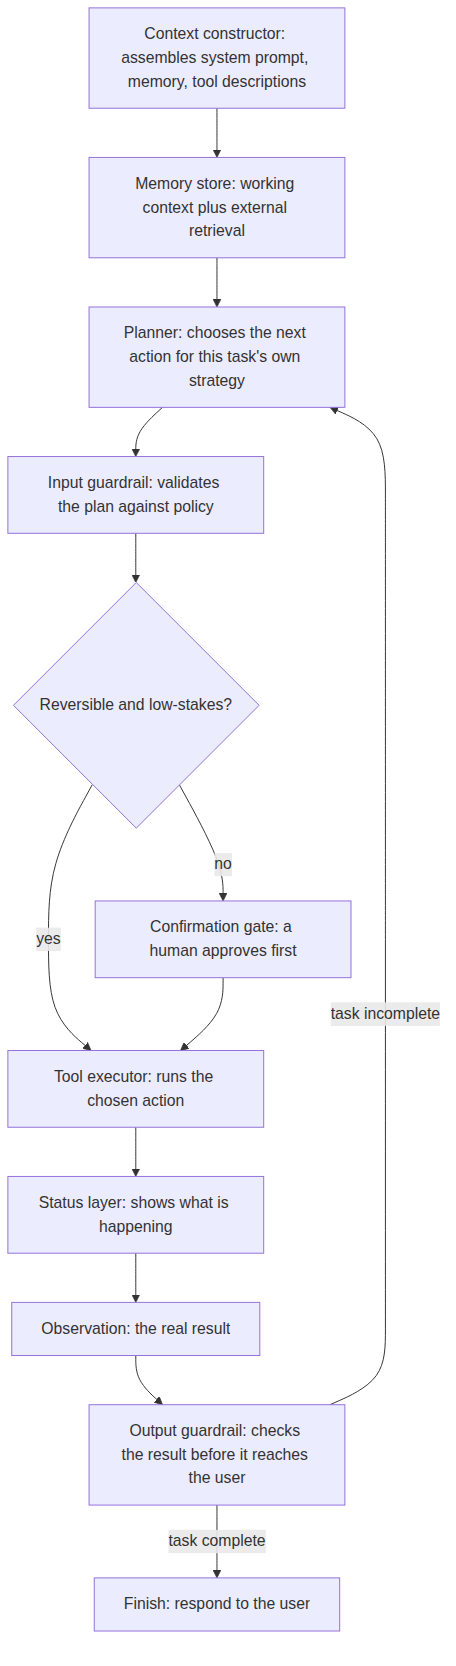 Context constructor:
assembles system prompt,
memory, tool descriptions
Memory store: working
context plus external
retrieval
Planner: chooses the next
action for this task's own
strategy
Input guardrail: validates
the plan against policy
Reversible and low-stakes?
no
yes
Confirmation gate: a
human approves first
task incomplete
Tool executor: runs the
chosen action
Status layer: shows what is
happening
Observation: the real result
Output guardrail: checks
the result before it reaches
the user
task complete
Finish: respond to the user